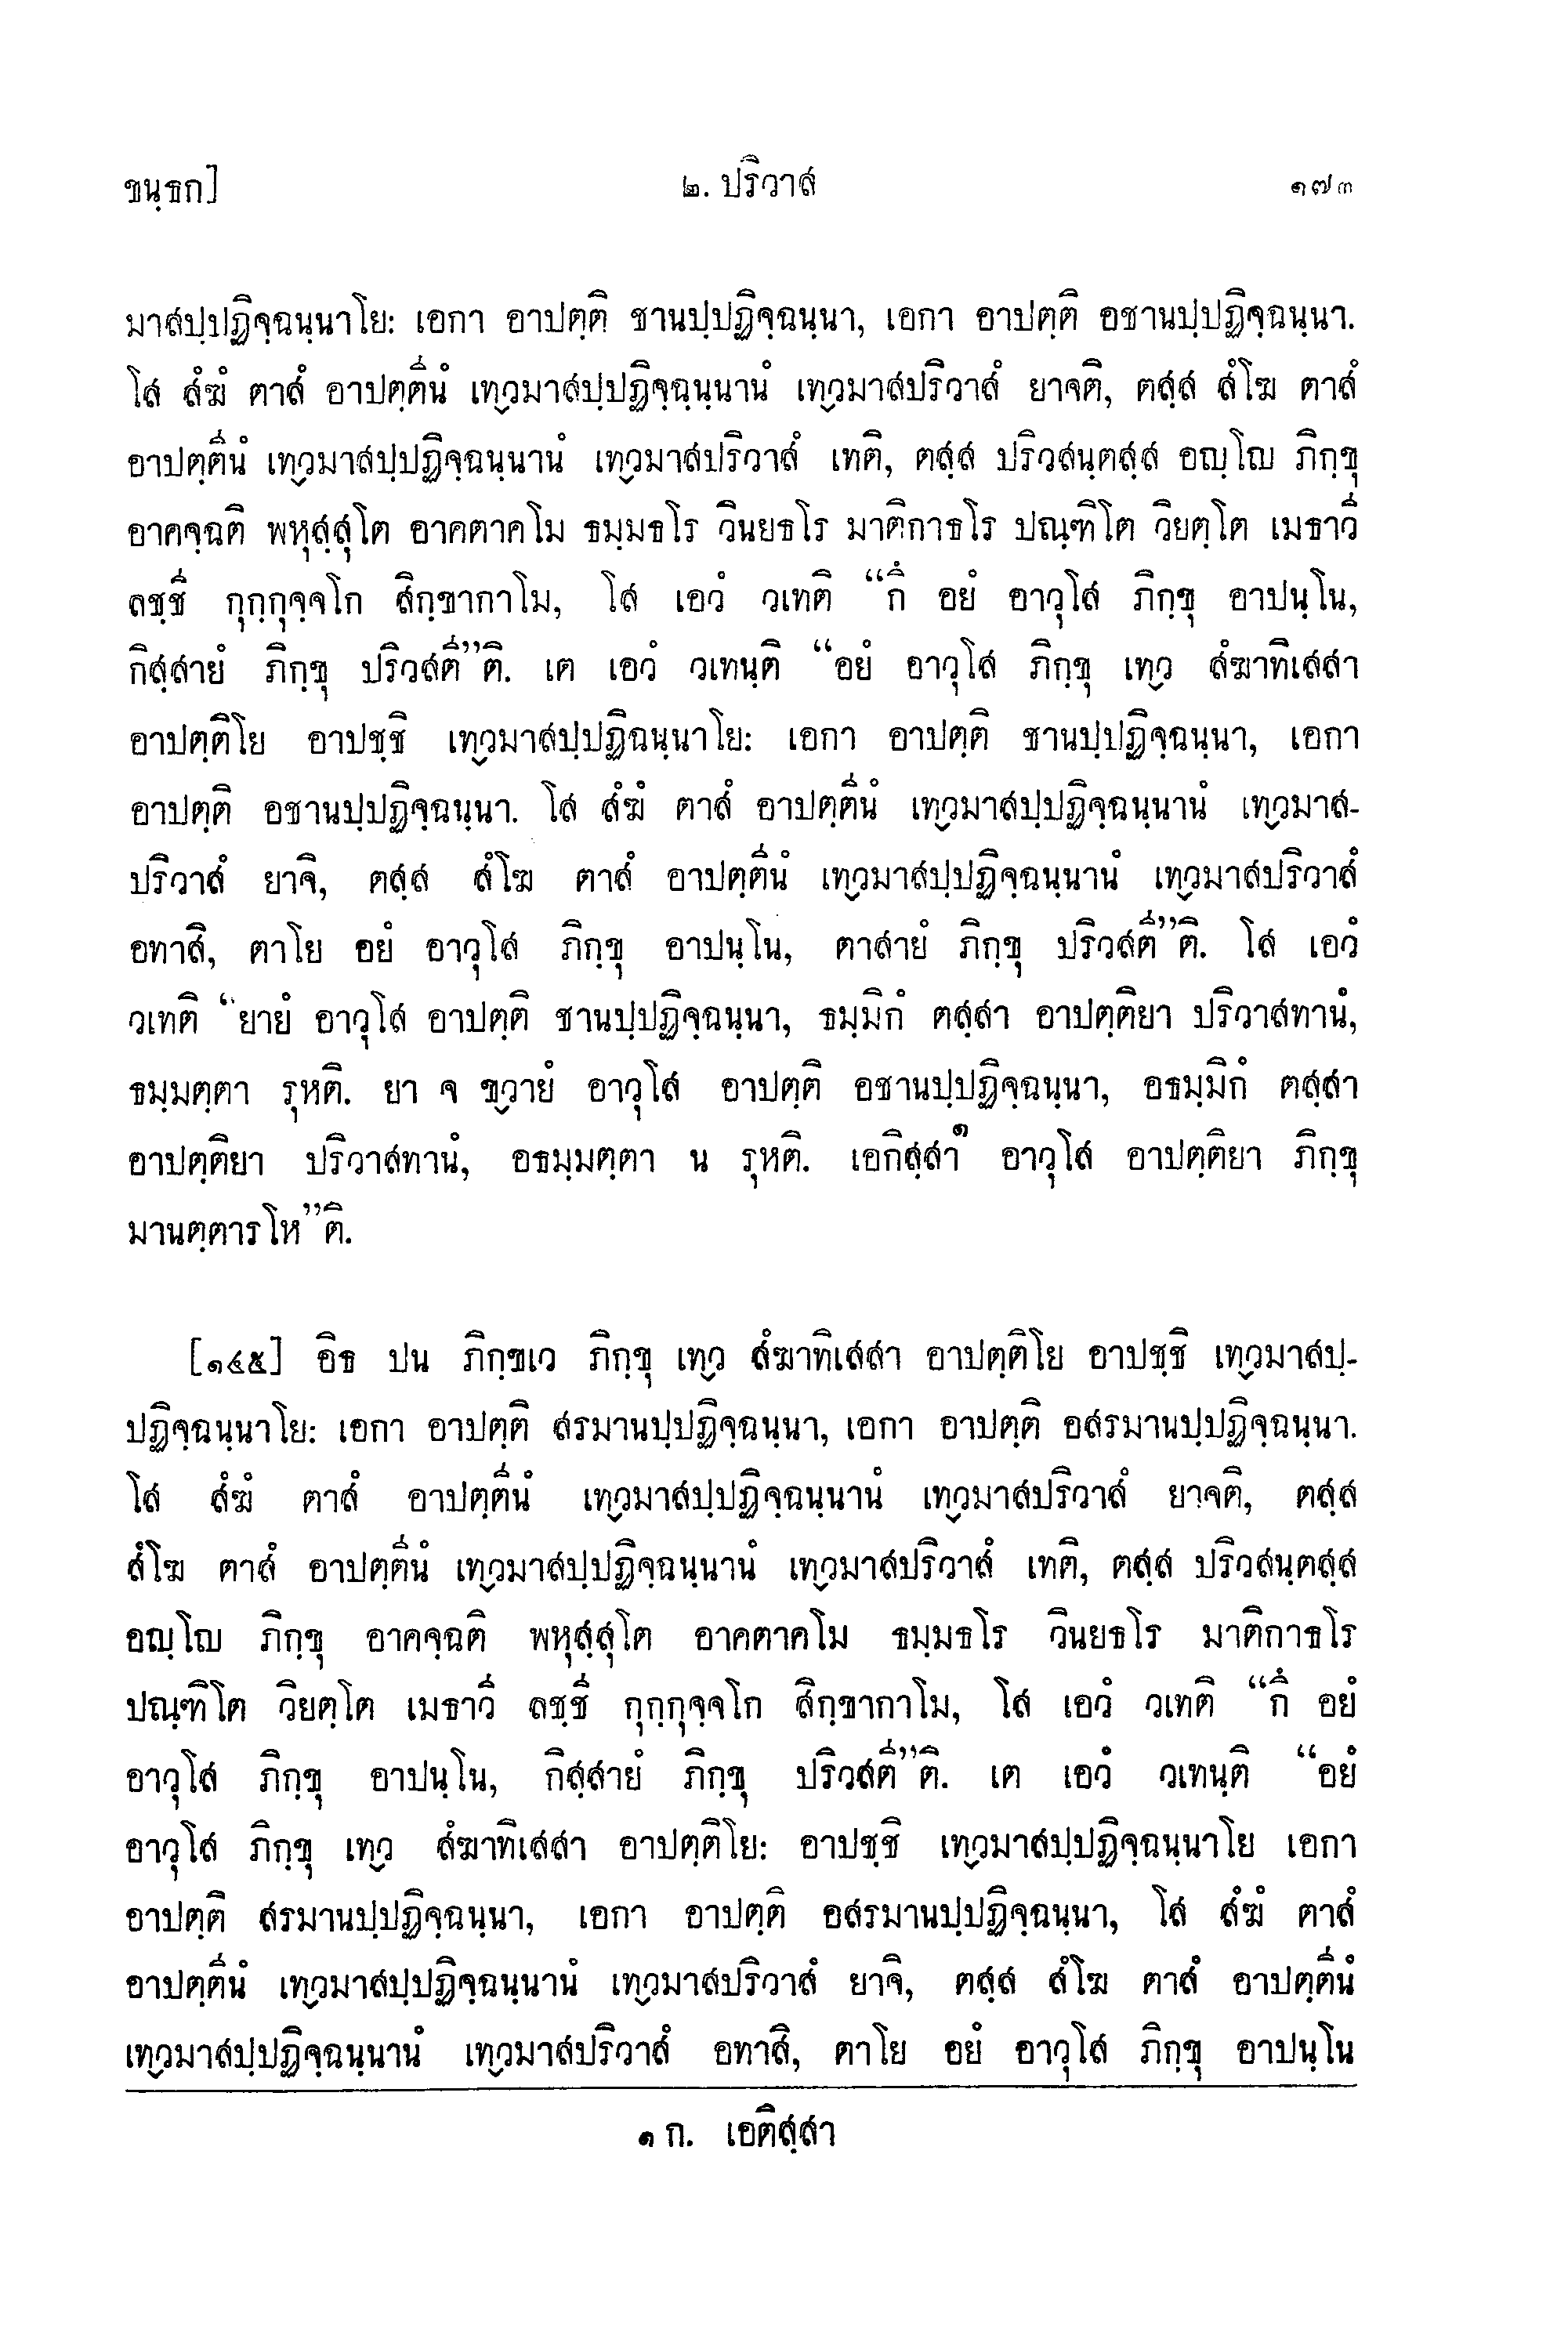 ขนฺธก]
๒. ปริวาส
๑๗๓
มาสปฺปฏิจฺฉนฺนาโย: เอกา อาปตฺติ ชานปฺปฏิจฺฉนฺนา, เอกา อาปตฺติ อชานปฺปฏิจฺฉนฺนา.
โส สํฆํ ตาสํ อาปตฺตีนํ เทฺวมาสปฺปฏิจฺฉนฺนานํ เทฺวมาสปริวาสํ ยาจติ, ตสฺส สํโฆ ตาสํ
อาปตฺตีนํ เทฺวมาสปฺปฏิจฺฉนฺนานํ เทฺวมาสปริวาสํ เทติ, ตสฺส ปริวสนฺตสฺส อญฺโญ ภิกฺขุ
อาคจฺฉติ พหุสฺสุโต อาคตาคโม ธมฺมธโร วินยธโร มาติการโธ ปณฺฑิโต วิยตฺโต เมธาวี
ลชฺชี กุกฺกุจฺจโก สิกฺขากาโม, โส เอวํ วเทติ “กึ อยํ อาวุโส ภิกฺขุ อาปนฺโน,
กิสฺสายํ ภิกฺขุ ปริวสตี”ติ. เต เอวํ วเทนฺติ “อยํ อาวุโส ภิกฺขุ เทฺว สํฆาทิเสสา
อาปตฺติโย อาปชฺชิ เทฺวมาสปฺปฏิฉนฺนาโย: เอกา อาปตฺติ ชานปฺปฏิจฺฉนฺนา, เอกา
อาปตฺติ อชานปฺปฏิจฺฉนฺนา. โส สํฆํ ตาสํ อาปตฺตีนํ เทฺวมาสปฺปฏิจฺฉนฺนานํ เทฺวมาส-
ปริวาสํ ยาจิ, ตสฺส สํโฆ ตาสํ อาปตฺตีนํ เทฺวมาสปฺปฏิจฺฉนฺนานํ เทฺวมาสปริวาสํ
อทาสิ, ตาโย อยํ อาวุโส ภิกฺขุ อาปนฺโน, ตาสายํ ภิกฺขุ ปริวสตี”ติ. โส เอวํ
วเทติ “ยายํ อาวุโส อาปตฺติ ชานปฺปฏิจฺฉนฺนา, ธมฺมิกํ ตสฺสา อาปตฺติยา ปริวาสทานํ,
ธมฺมตฺตา รุหติ. ยา จ ขฺวายํ อาวุโส อาปตฺติ อชานปฺปฏิจฺฉนฺนา, อธมฺมิกํ ตสฺสา
อาปตฺติยา ปริวาสทานํ, อธมฺมตฺตา น รุหติ. เอกิสฺสา๑ อาวุโส อาปตฺติยา ภิกฺขุ
มานตฺตารโห”ติ.
[๑๔๕] อิธ ปน ภิกฺขเว ภิกฺขุ เทฺว สํฆาทิเสสา อาปตฺติโย อาปชฺชิ เทฺวมาสปฺ-
ปฏิจฺฉนฺนาโย: เอกา อาปตฺติ สรมานปฺปฏิจฺฉนฺนา, เอกา อาปตฺติ อสรมานปฺปฏิจฺฉนฺนา.
โส สํฆํ ตาสํ อาปตฺตีนํ เทฺวมาสปฺปฏิจฺฉนฺนานํ เทฺวมาสปริวาสํ ยาจติ, ตสฺส
สํโฆ ตาสํ อาปตฺตีนํ เทฺวมาสปฺปฏิจฺฉนฺนานํ เทฺวมาสปริวาสํ เทติ, ตสฺส ปริวสนฺตสฺส
อญฺโญ ภิกฺขุ อาคจฺฉติ พหุสฺสุโต อาคตาคโม ธมฺมธโร วินยธโร มาติกาธโร
ปณฺฑิโต วิยตฺโต เมธาวี ลชฺชี กุกฺกุจฺจโก สิกฺขากาโม, โส เอวํ วเทติ “กึ อยํ
อาวุโส ภิกฺขุ อาปนฺโน, กิสฺสายํ ภิกฺขุ ปริวสตี”ติ. เต เอวํ วเทนฺติ “อยํ
อาวุโส ภิกฺขุ เทฺว สํฆาทิเสสา อาปตฺติโย: อาปชฺชิ เทฺวมาสปฺปฏิจฺฉนฺนาโย เอกา
อาปตฺติ สรมานปฺปฏิจฺฉนฺนา, เอกา อาปตฺติ อสรมานปฺปฏิจฺฉนฺนา, โส สํฆํ ตาสํ
อาปตฺตีนํ เทฺวมาสปฺปฏิจฺฉนฺนานํ เทฺวมาสปริวาสํ ยาจิ, ตสฺส สํโฆ ตาสํ อาปตฺตีนํ
เทฺวมาสปฺปฏิจฺฉนฺนานํ เทฺวมาสปริวาสํ อทาสิ, ตาโย อยํ อาวุโส ภิกฺขุ อาปนฺโน
๑ ก. เอติสฺสา